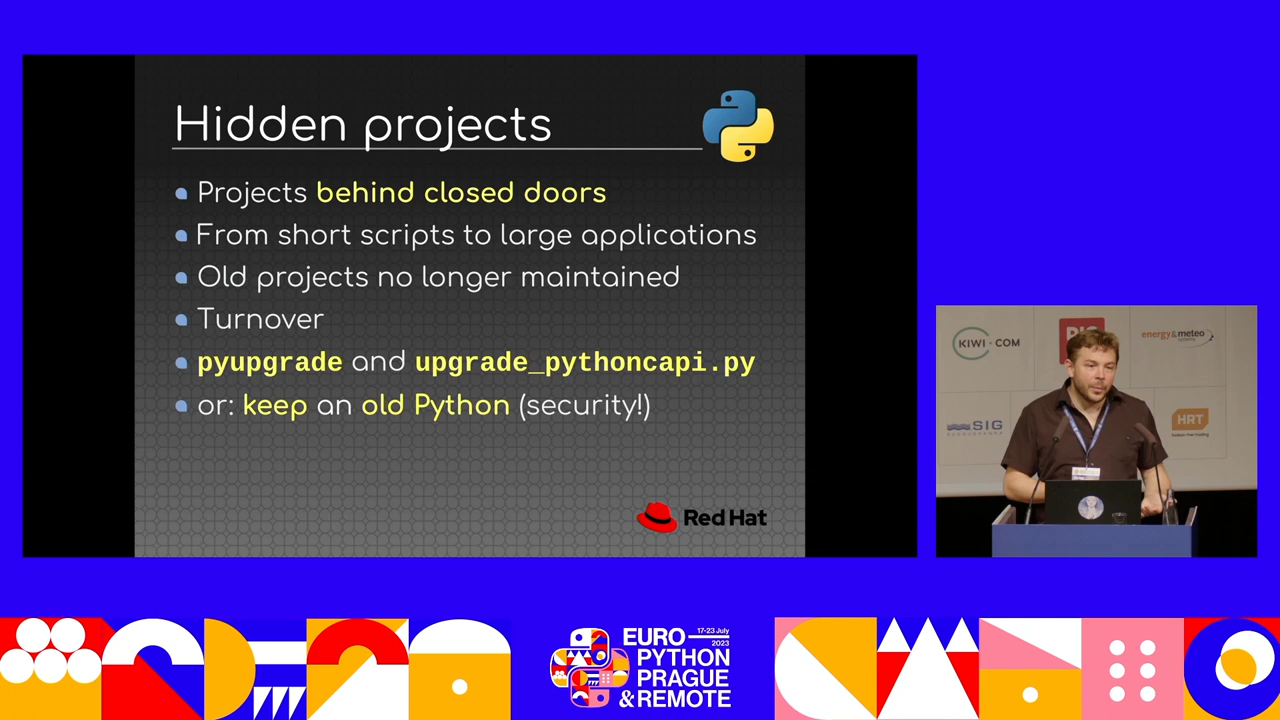 Hidden projects
Projects behind closed doors
From short scripts to large applications
Old projects no longer maintained
Turnover
pyupgrade and upgrade_pythoncapi.py
or: keep an old Python (security!)
Red Hat
KIWI.COM
energy & meteo
systems
SIG
HRT
17-23 July
2023
EURO
PYTHON
PRAGUE
& REMOTE